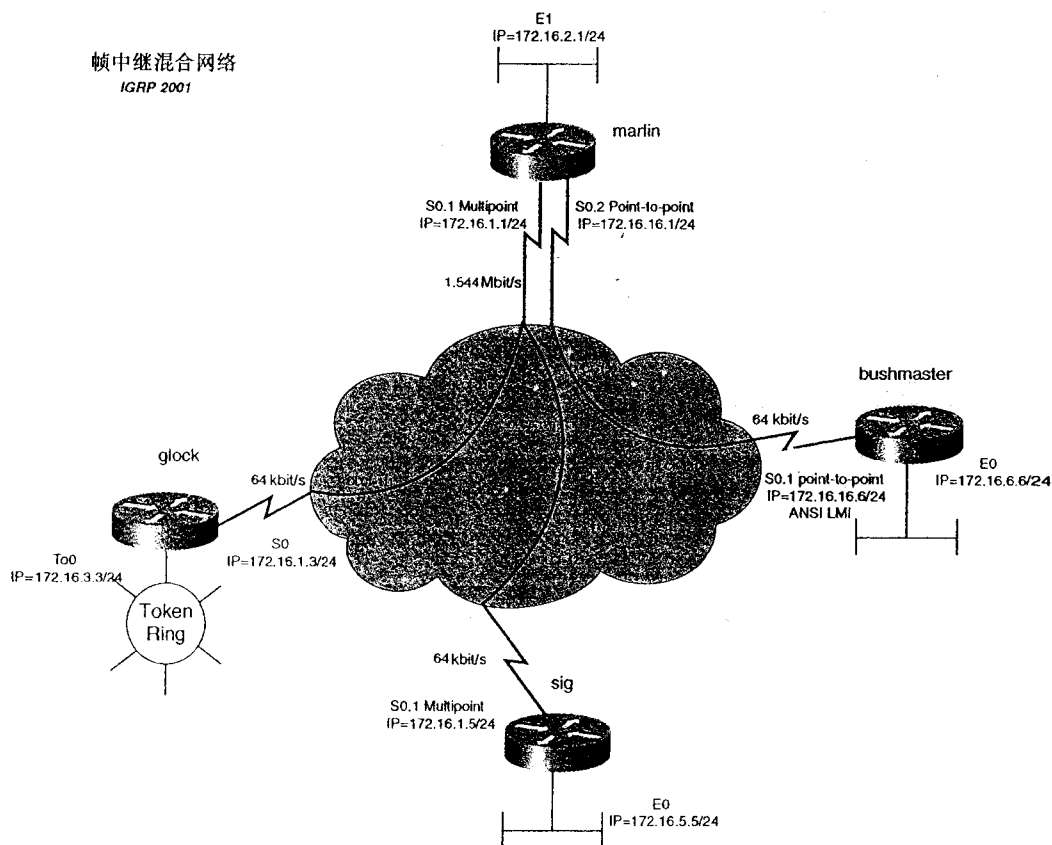 E1
IP=172.16.2.1/24
帧中继混合网络
IGRP 2001
marlin
S0.1 Multipoint
IP=172.16.1.1/24
S0.2 Point-to-point
IP=172.16.16.1/24
1.544Mbit/s
bushmaster
64 kbit/s
E0
IP=172.16.6.6/24
S0.1 point-to-point
IP=172.16.16.6/24
ANSI LMI
glock
64 kbit/s
S0
IP=172.16.1.3/24
To0
IP=172.16.3.3/24
Token
Ring
64 kbit/s
sig
S0.1 Multipoint
IP=172.16.1.5/24
E0
IP=172.16.5.5/24